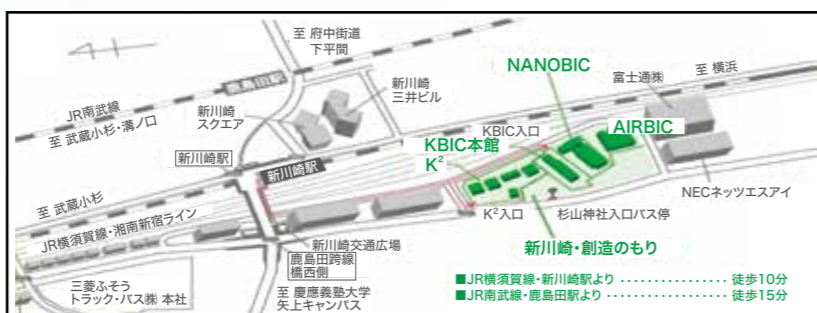 至 府中街道
下平間
鹿島田駅
JR南武線
至 武蔵小杉・溝ノ口
新川崎
スクエア
新川崎
三井ビル
NANOBIC
富士通㈱
至 横浜
KBIC入口
AIRBIC
KBIC本館
K²
新川崎駅
新川崎駅
至 武蔵小杉
JR横須賀線・湘南新宿ライン
NECネッツエスアイ
K²入口
杉山神社入口バス停
新川崎交通広場
新川崎・創造のもり
鹿島田跨線
橋西側
三菱ふそう
トラック・バス㈱ 本社
至 慶應義塾大学
矢上キャンパス
■JR横須賀線・新川崎駅より ················ 徒歩10分
■JR南武線・鹿島田駅より ·················· 徒歩15分